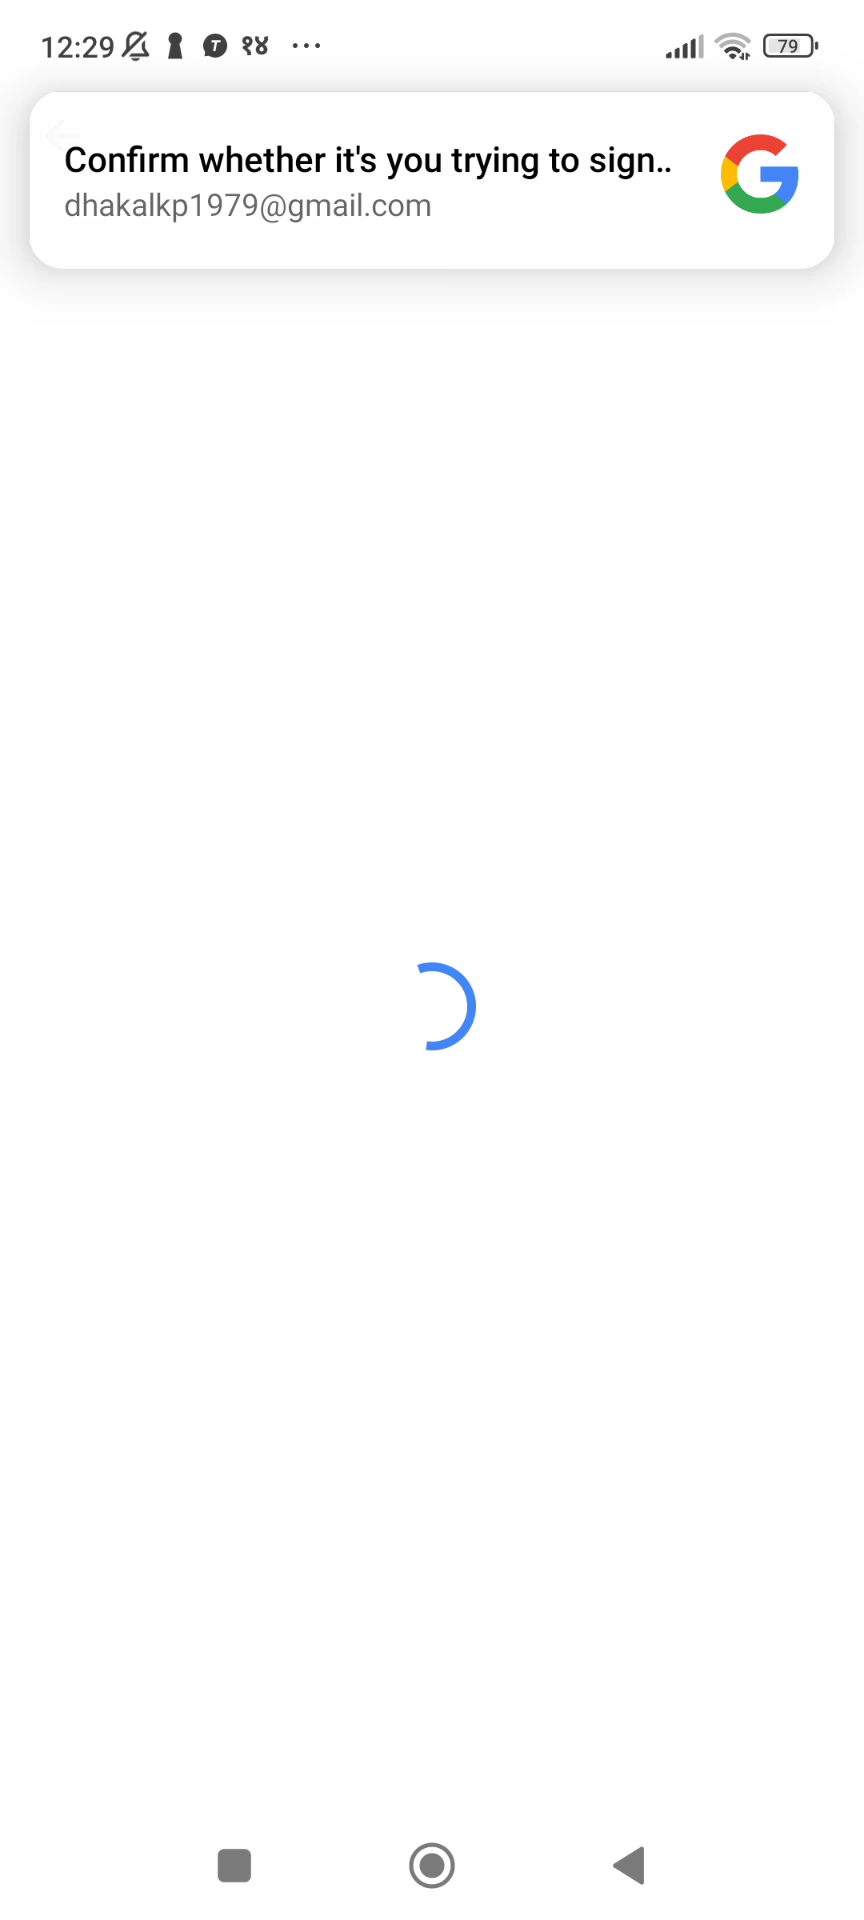 12:29 १४ ...
79
Confirm whether it's you trying to sign..
dhakalkp1979@gmail.com